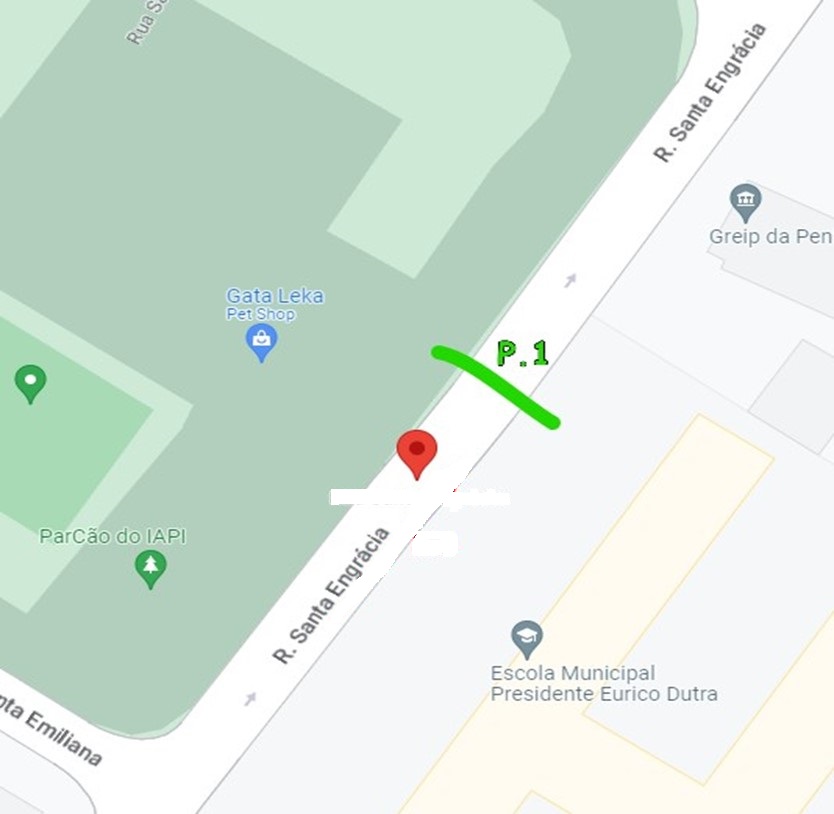 Rua Sa
R. Santa Engrácia
Greip da Pen
Gata Leka
Pet Shop
P.1
ParCão do IAPI
R. Santa Engrácia
Escola Municipal
Presidente Eurico Dutra
nta Emiliana